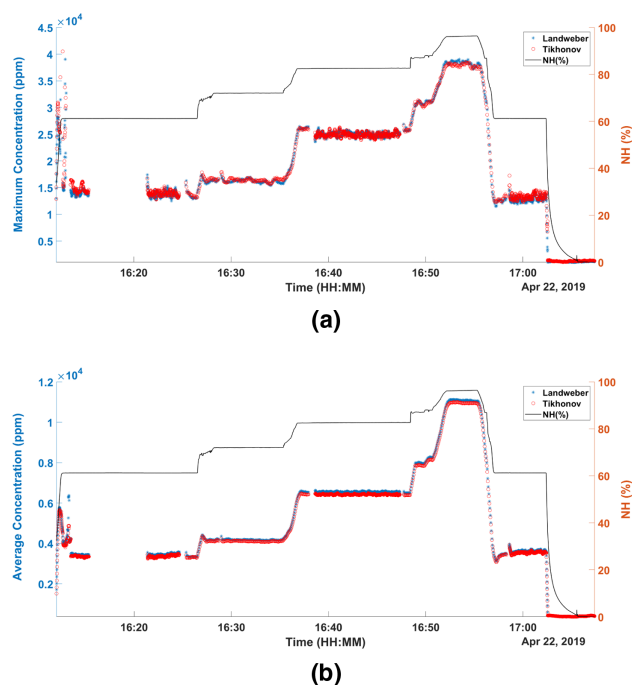 ×10⁴
4.5
4
3.5
3
2.5
2
1.5
1
0.5
Maximum Concentration (ppm)
Landweber
Tikhonov
NH(%)
100
80
60
40
20
0
NH (%)
16:20 16:30 16:40 16:50 17:00
Time (HH:MM) Apr 22, 2019
(a)
×10⁴
1.2
1
0.8
0.6
0.4
0.2
Average Concentration (ppm)
Landweber
Tikhonov
NH(%)
100
80
60
40
20
0
NH (%)
16:20 16:30 16:40 16:50 17:00
Time (HH:MM) Apr 22, 2019
(b)